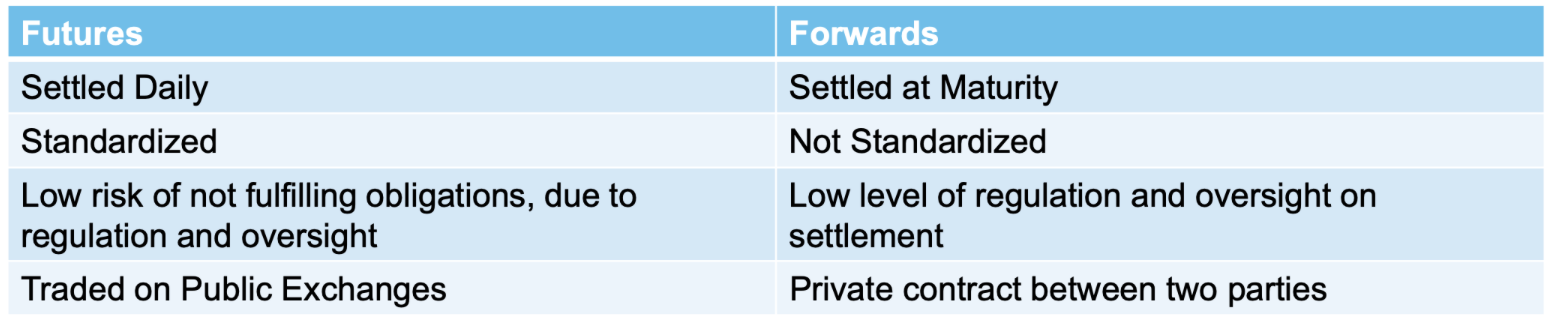 Futures
Forwards
Settled Daily
Settled at Maturity
Standardized
Not Standardized
Low risk of not fulfilling obligations, due to
regulation and oversight
Low level of regulation and oversight on
settlement
Traded on Public Exchanges
Private contract between two parties